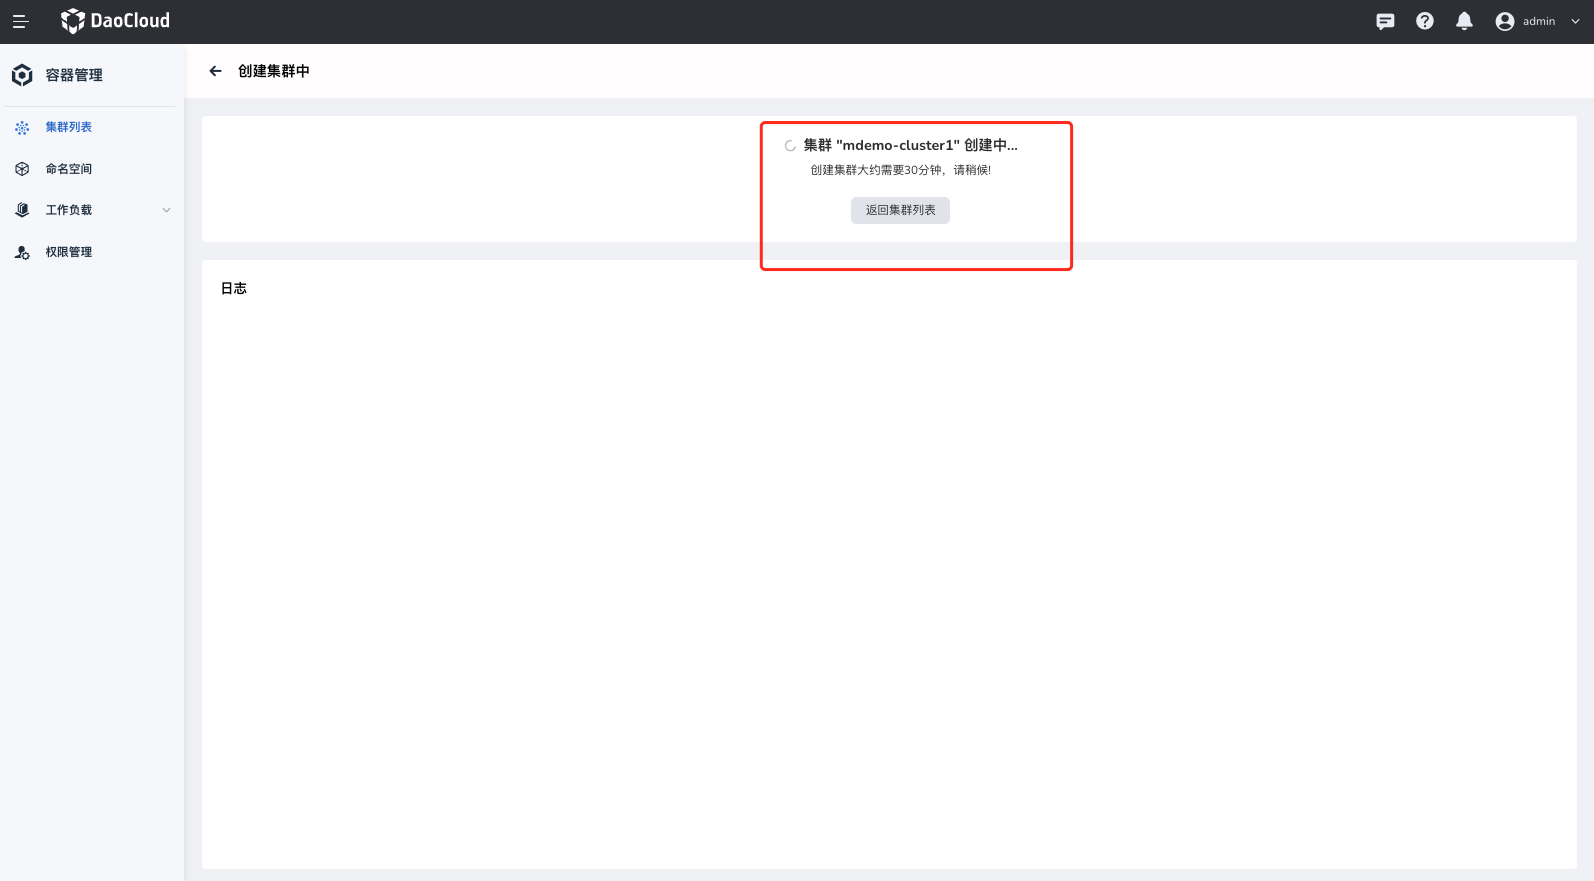 DaoCloud
admin
容器管理
创建集群中
集群列表
命名空间
工作负载
权限管理
集群 "mdemo-cluster1" 创建中...
创建集群大约需要30分钟，请稍候!
返回集群列表
日志